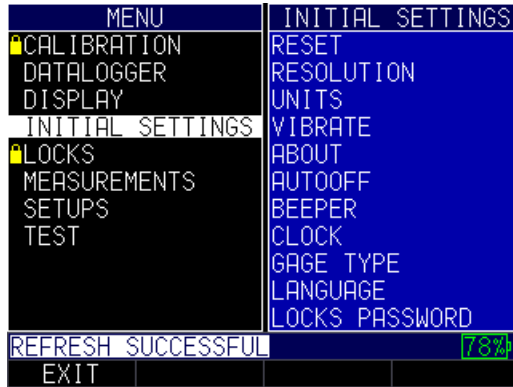 MENU
CALIBRATION
DATALOGGER
DISPLAY
INITIAL SETTINGS
LOCKS
MEASUREMENTS
SETUPS
TEST
INITIAL SETTINGS
RESET
RESOLUTION
UNITS
VIBRATE
ABOUT
AUTOOFF
BEEPER
CLOCK
GAGE TYPE
LANGUAGE
LOCKS PASSWORD
REFRESH SUCCESSFUL
78%
EXIT